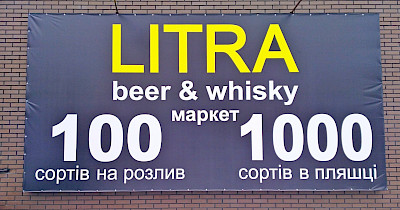 LITRA
beer & whisky
маркет
100 1000
сортів на розлив сортів в пляшці